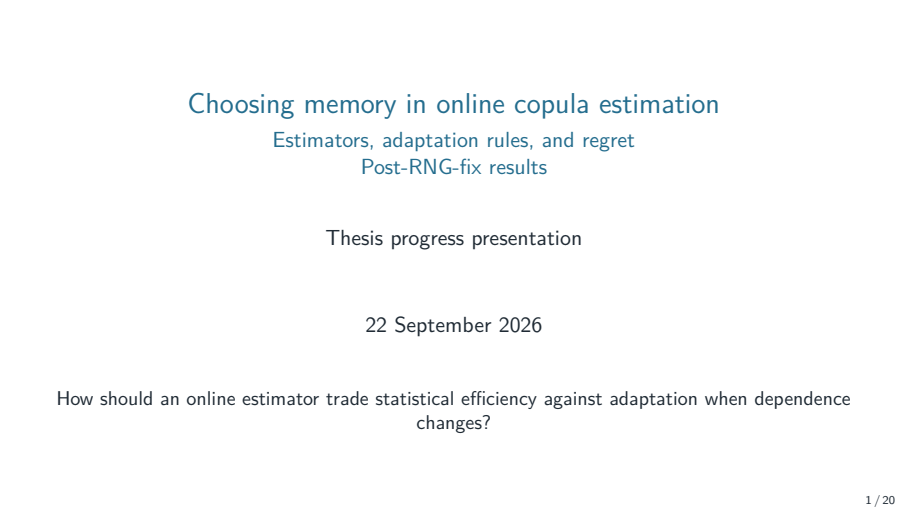 Choosing memory in online copula estimation
Estimators, adaptation rules, and regret
Post-RNG-fix results
Thesis progress presentation
22 September 2026
How should an online estimator trade statistical efficiency against adaptation when dependence
changes?
1 / 20